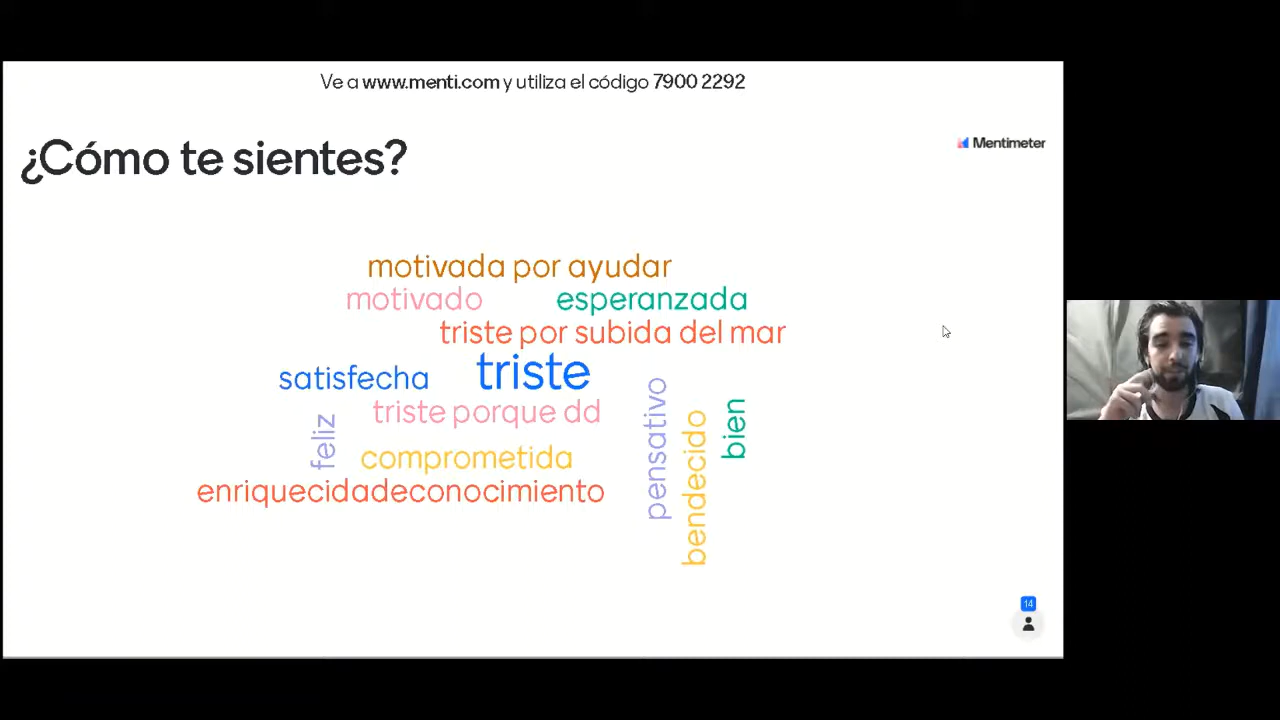 Ve a www.menti.com y utiliza el código 7900 2292
¿Cómo te sientes?
Mentimeter
motivada por ayudar
motivado
esperanzada
triste por subida del mar
satisfecha
triste
triste porque dd
feliz
comprometida
pensativo
bendecido
bien
enriquecidadeconocimiento
14